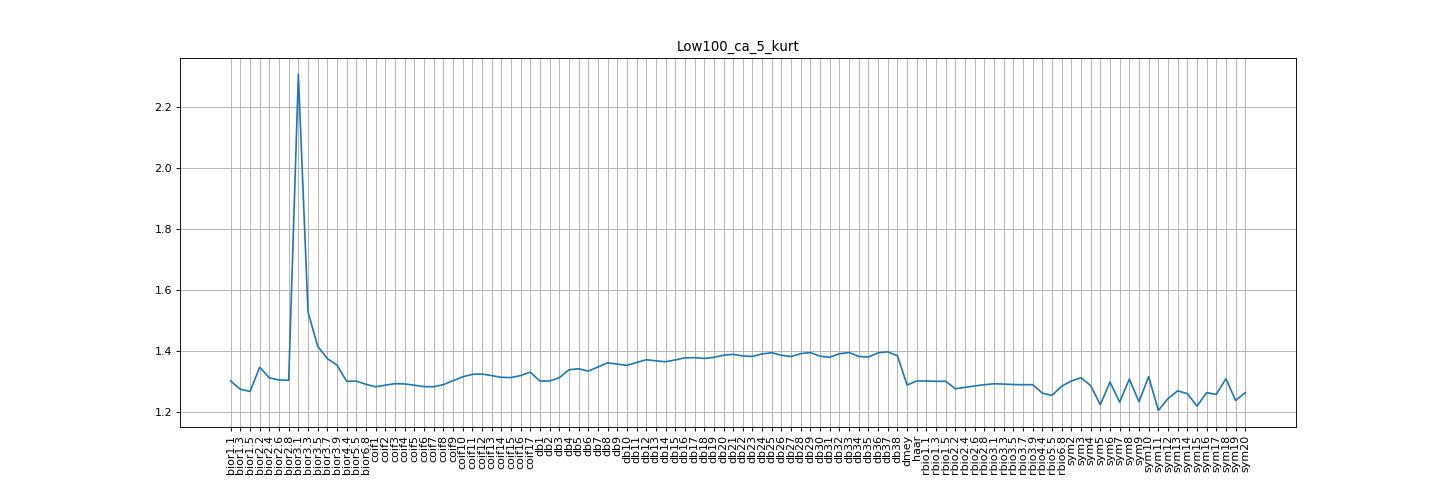 Low100_ca_5_kurt
2.2
2.0
1.8
1.6
1.4
1.2
bior1.1
bior1.3
bior1.5
bior2.2
bior2.4
bior2.6
bior2.8
bior3.1
bior3.3
bior3.5
bior3.7
bior3.9
bior4.4
bior5.5
bior6.8
coif1
coif2
coif3
coif4
coif5
coif6
coif7
coif8
coif9
coif10
coif11
coif12
coif13
coif14
coif15
coif16
coif17
db1
db2
db3
db4
db5
db6
db7
db8
db9
db10
db11
db12
db13
db14
db15
db16
db17
db18
db19
db20
db21
db22
db23
db24
db25
db26
db27
db28
db29
db30
db31
db32
db33
db34
db35
db36
db37
db38
dmey
haar
rbio1.1
rbio1.3
rbio1.5
rbio2.2
rbio2.4
rbio2.6
rbio2.8
rbio3.1
rbio3.3
rbio3.5
rbio3.7
rbio3.9
rbio4.4
rbio5.5
rbio6.8
sym2
sym3
sym4
sym5
sym6
sym7
sym8
sym9
sym10
sym11
sym12
sym13
sym14
sym15
sym16
sym17
sym18
sym19
sym20